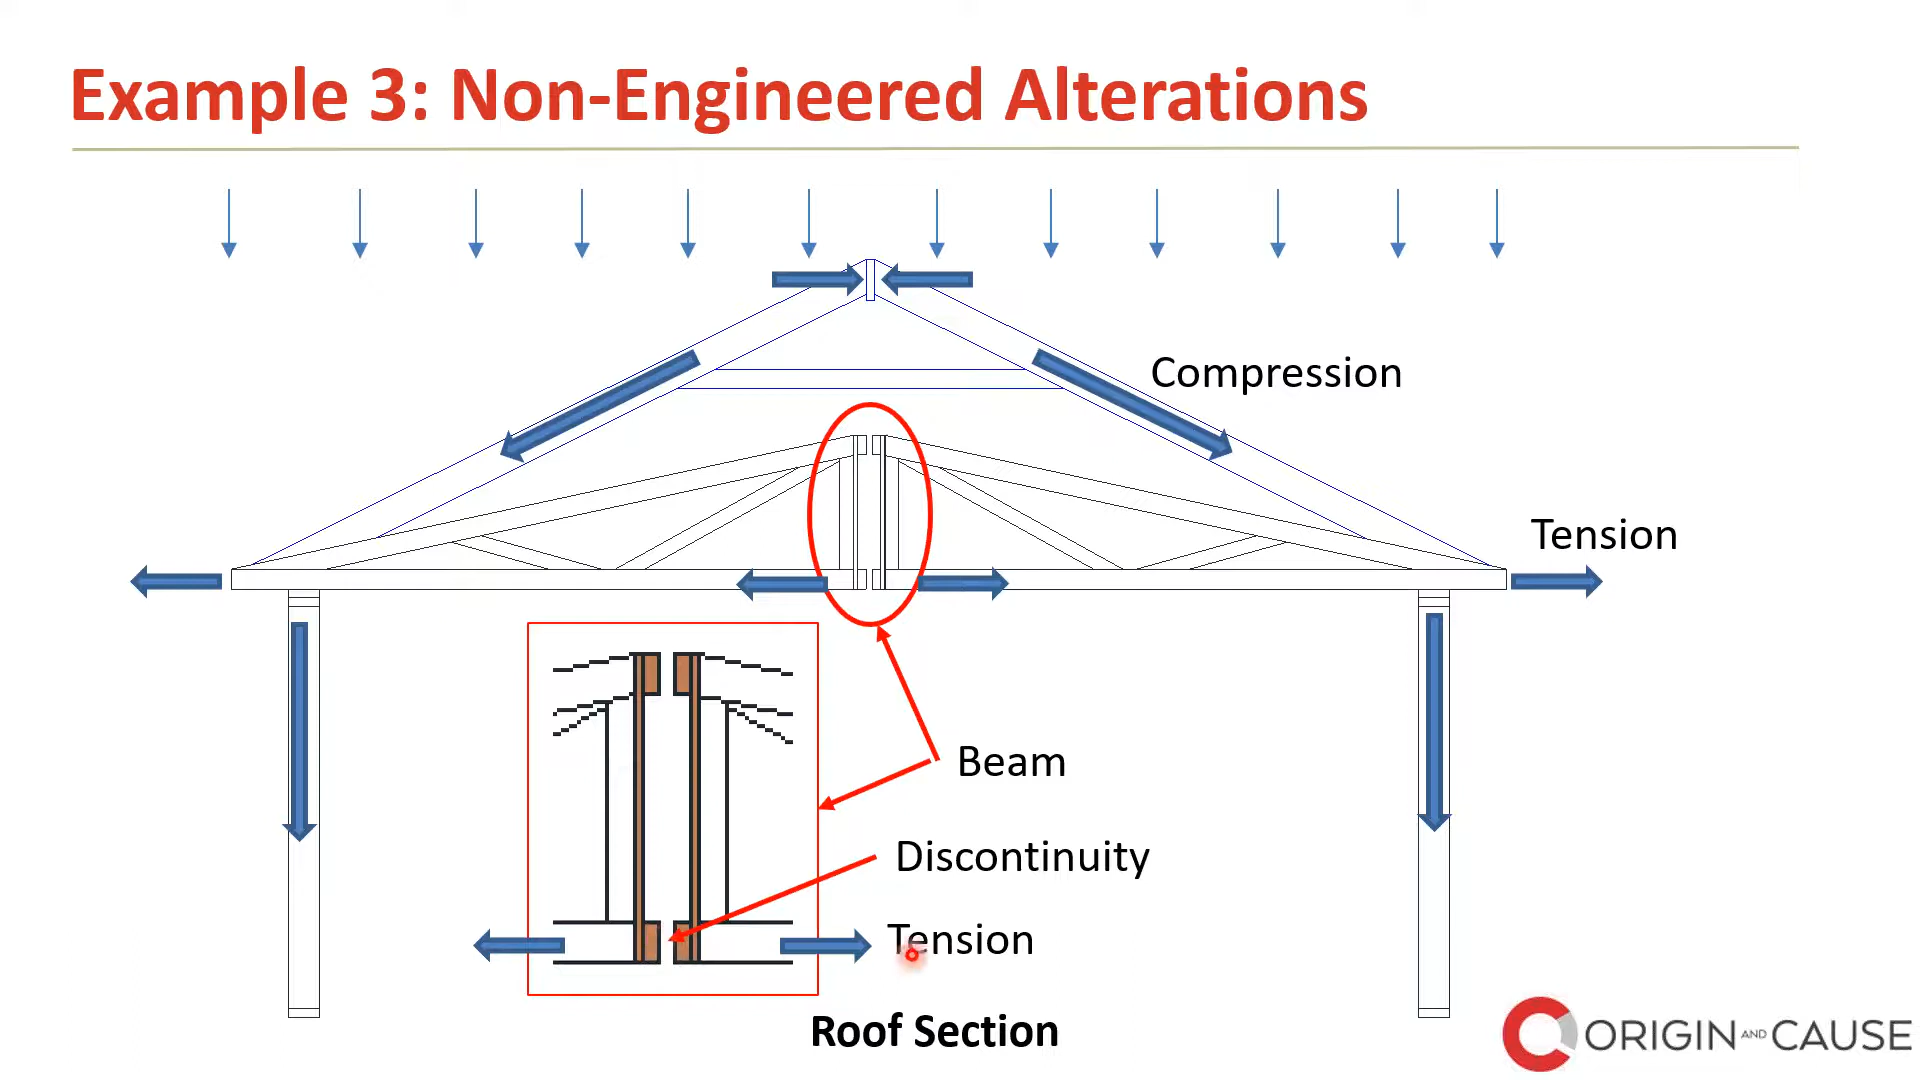 Example 3: Non-Engineered Alterations
Compression
Tension
Beam
Discontinuity
Tension
Roof Section
ORIGIN AND CAUSE